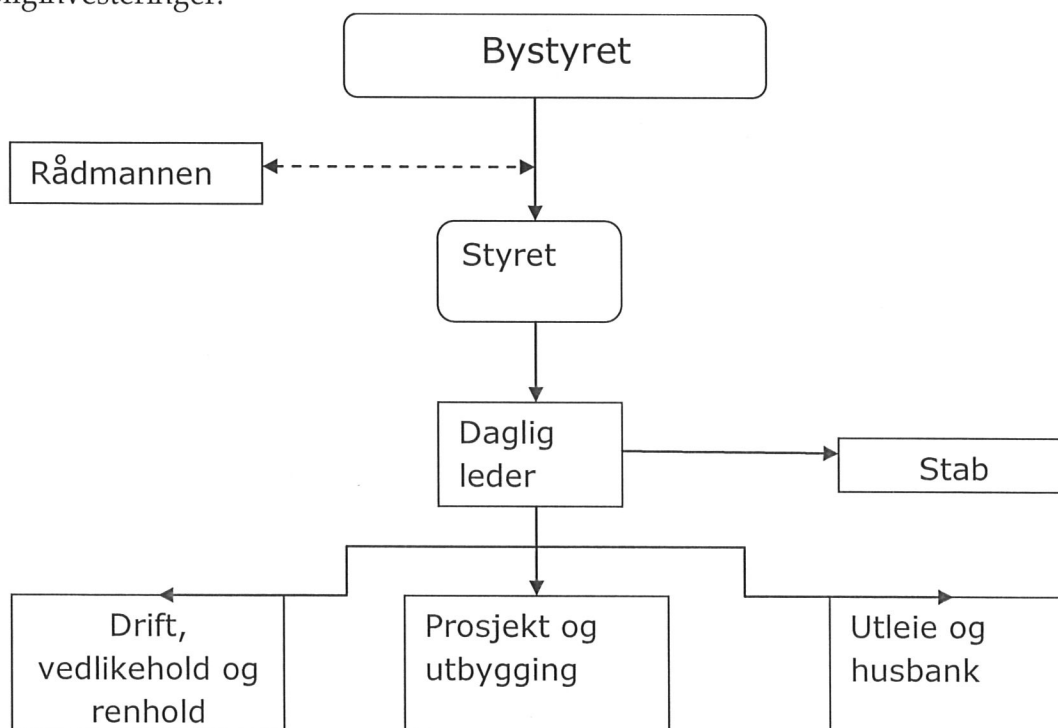 Bystyret
Rådmannen
Styret
Daglig
leder
Stab
Drift,
vedlikehold og
renhold
Prosjekt og
utbygging
Utleie og
husbank